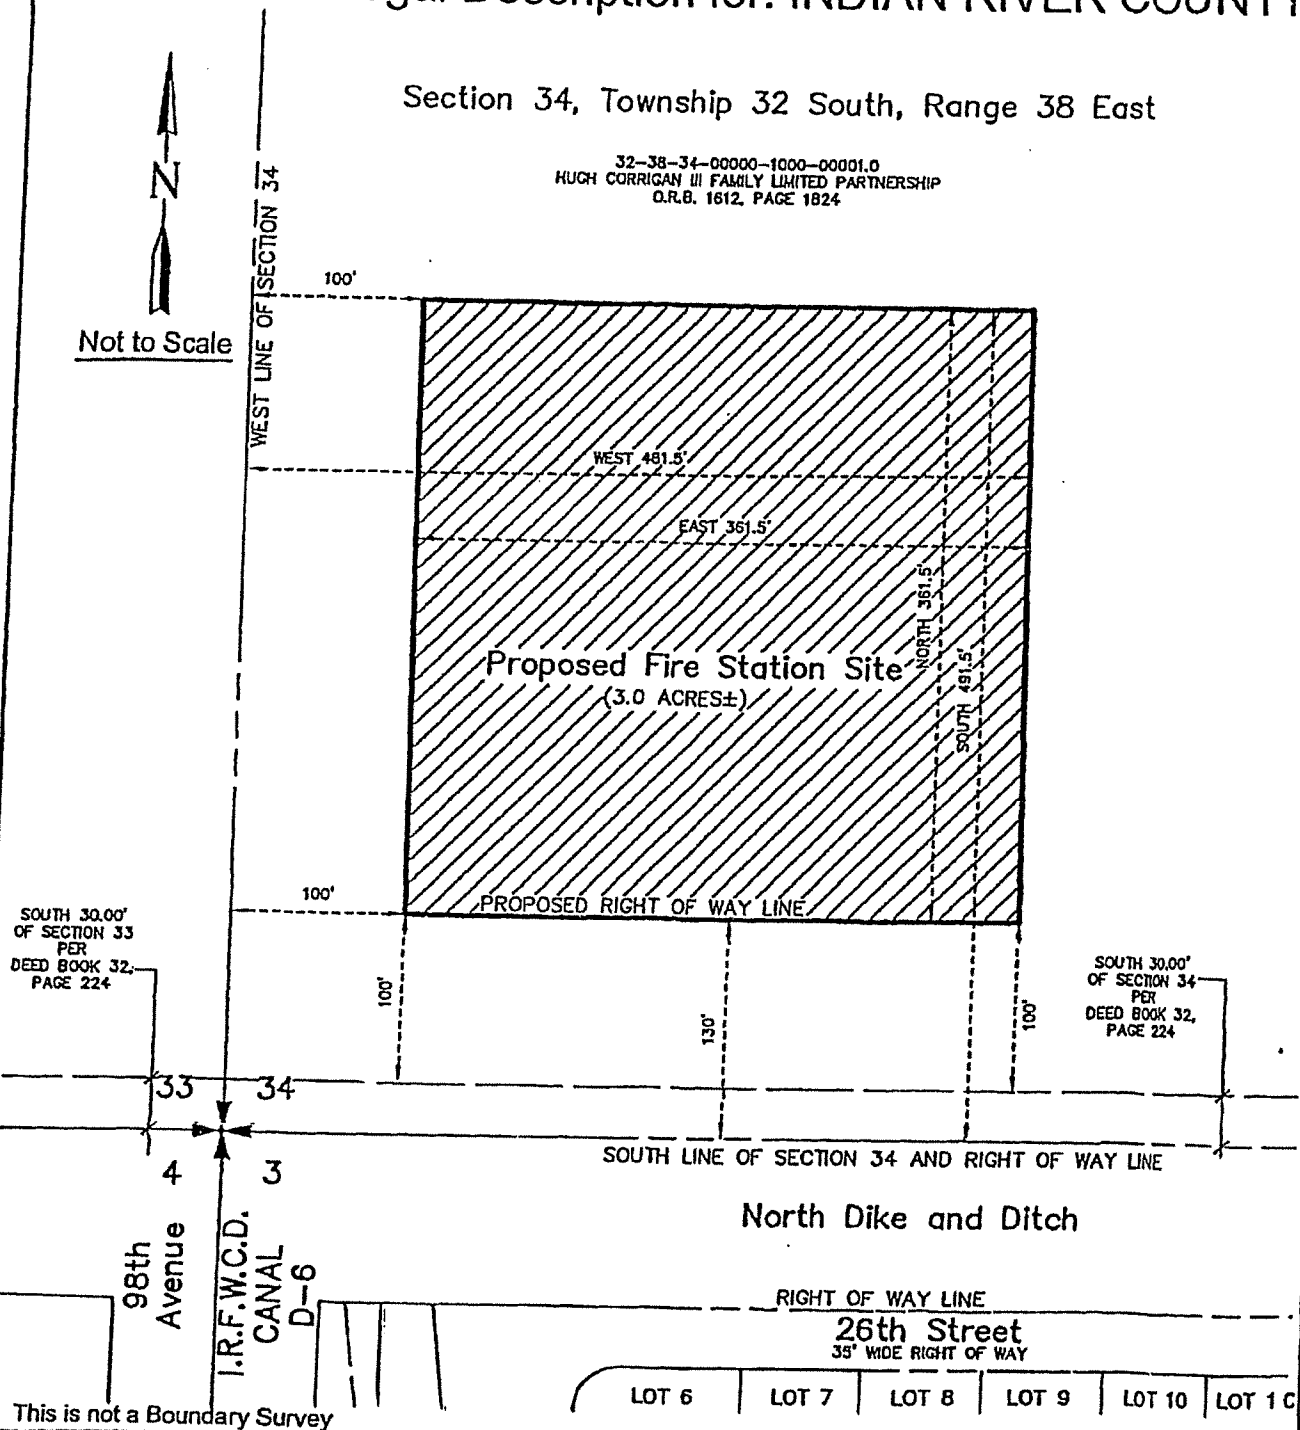 Description for: INDIAN RIVER COUNTY
Section 34, Township 32 South, Range 38 East
32-38-34-00000-1000-00001.0
HUGH CORRIGAN III FAMILY LIMITED PARTNERSHIP
O.R.B. 1612, PAGE 1824
N
Not to Scale
WEST LINE OF SECTION 34
100'
WEST 461.5'
EAST 361.5'
NORTH 361.5'
SOUTH 491.5'
Proposed Fire Station Site
(3.0 ACRES±)
100'
PROPOSED RIGHT OF WAY LINE
SOUTH 30.00'
OF SECTION 33
PER
DEED BOOK 32,
PAGE 224
100'
130'
100'
SOUTH 30.00'
OF SECTION 34
PER
DEED BOOK 32,
PAGE 224
33
34
4
3
SOUTH LINE OF SECTION 34 AND RIGHT OF WAY LINE
North Dike and Ditch
98th
Avenue
I.R.F.W.C.D.
CANAL
D-6
RIGHT OF WAY LINE
26th Street
35' WIDE RIGHT OF WAY
LOT 6
LOT 7
LOT 8
LOT 9
LOT 10
LOT 1
This is not a Boundary Survey